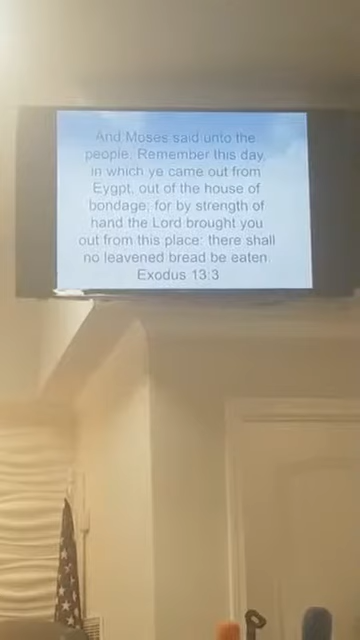 And Moses said unto the
people, Remember this day,
in which ye came out from
Eygpt, out of the house of
bondage; for by strength of
hand the Lord brought you
out from this place: there shall
no leavened bread be eaten.
Exodus 13:3